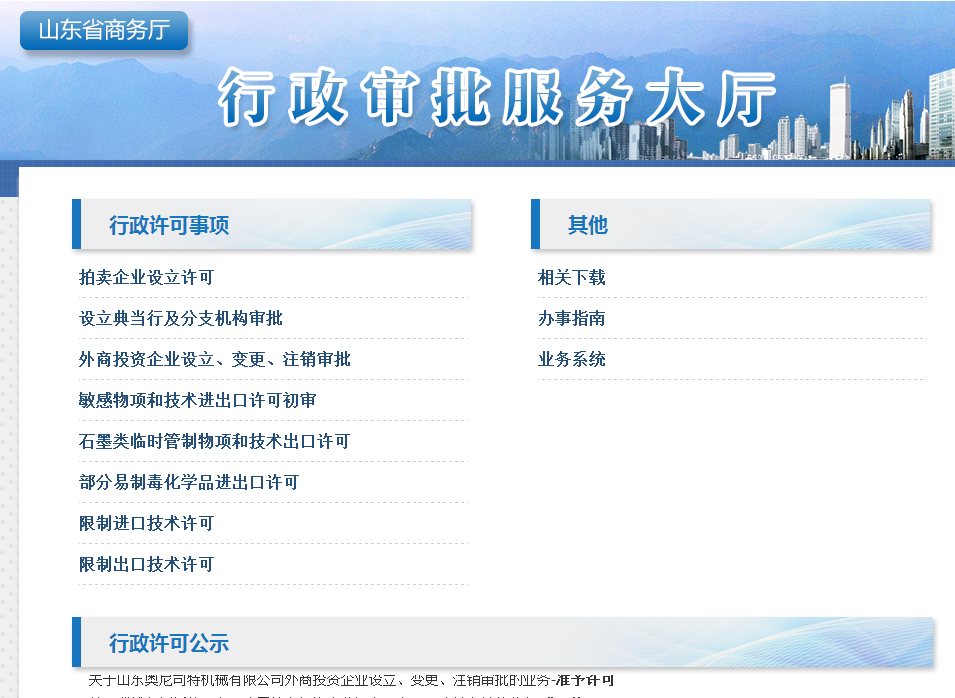 山东省商务厅
行政审批服务大厅
行政许可事项
拍卖企业设立许可
设立典当行及分支机构审批
外商投资企业设立、变更、注销审批
敏感物项和技术进出口许可初审
石墨类临时管制物项和技术出口许可
部分易制毒化学品进出口许可
限制进口技术许可
限制出口技术许可
其他
相关下载
办事指南
业务系统
行政许可公示
关于山东奥尼司特机械有限公司外商投资企业设立、变更、注销审批的业务-准予许可